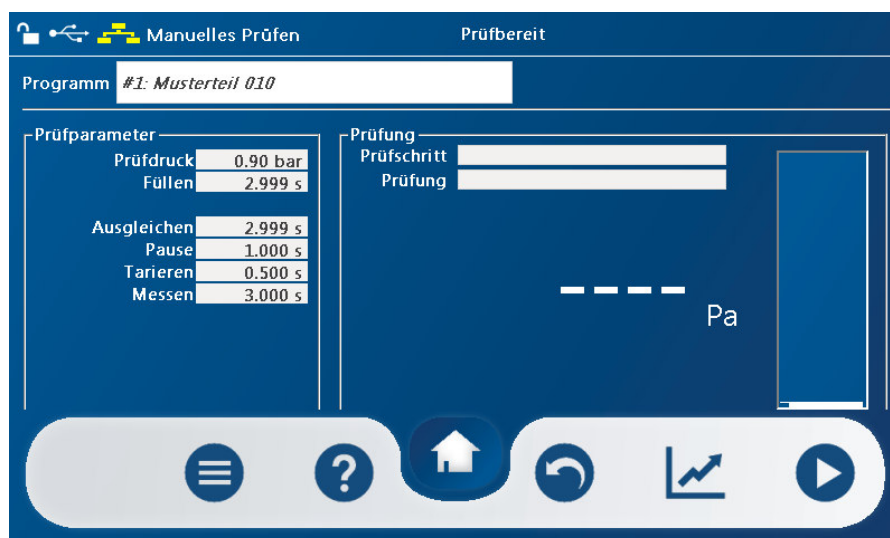 Manuelles Prüfen Prüfbereit
Programm #1: Musterteil 010
Prüfparameter
Prüfdruck 0.90 bar
Füllen 2.999 s
Ausgleichen 2.999 s
Pause 1.000 s
Tarieren 0.500 s
Messen 3.000 s
Prüfung
Prüfschritt
Prüfung
---- Pa